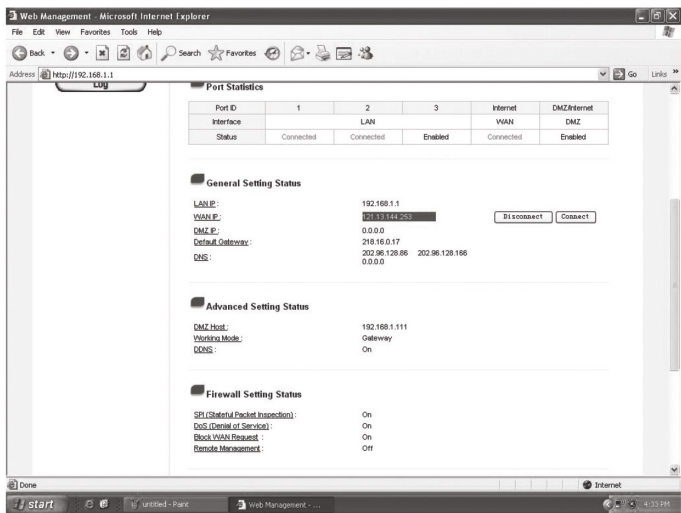 Web Management - Microsoft Internet Explorer
File Edit View Favorites Tools Help
Back Search Favorites
Address http://192.168.1.1 Go Links »
Log
Port Statistics
Port ID 1 2 3 Internet DMZ/Internet
Interface LAN WAN DMZ
Status Connected Connected Enabled Connected Enabled
General Setting Status
LAN IP : 192.168.1.1
WAN IP : 121.13.144.253 Disconnect Connect
DMZ IP : 0.0.0.0
Default Gateway : 218.16.0.17
DNS : 202.96.128.86 202.96.128.166
0.0.0.0
Advanced Setting Status
DMZ Host : 192.168.1.111
Working Mode : Gateway
DDNS : On
Firewall Setting Status
SPI (Stateful Packet Inspection) : On
DoS (Denial of Service) : On
Block WAN Request : On
Remote Management : Off
Done Internet
start untitled - Paint Web Management - ... 4:33 PM